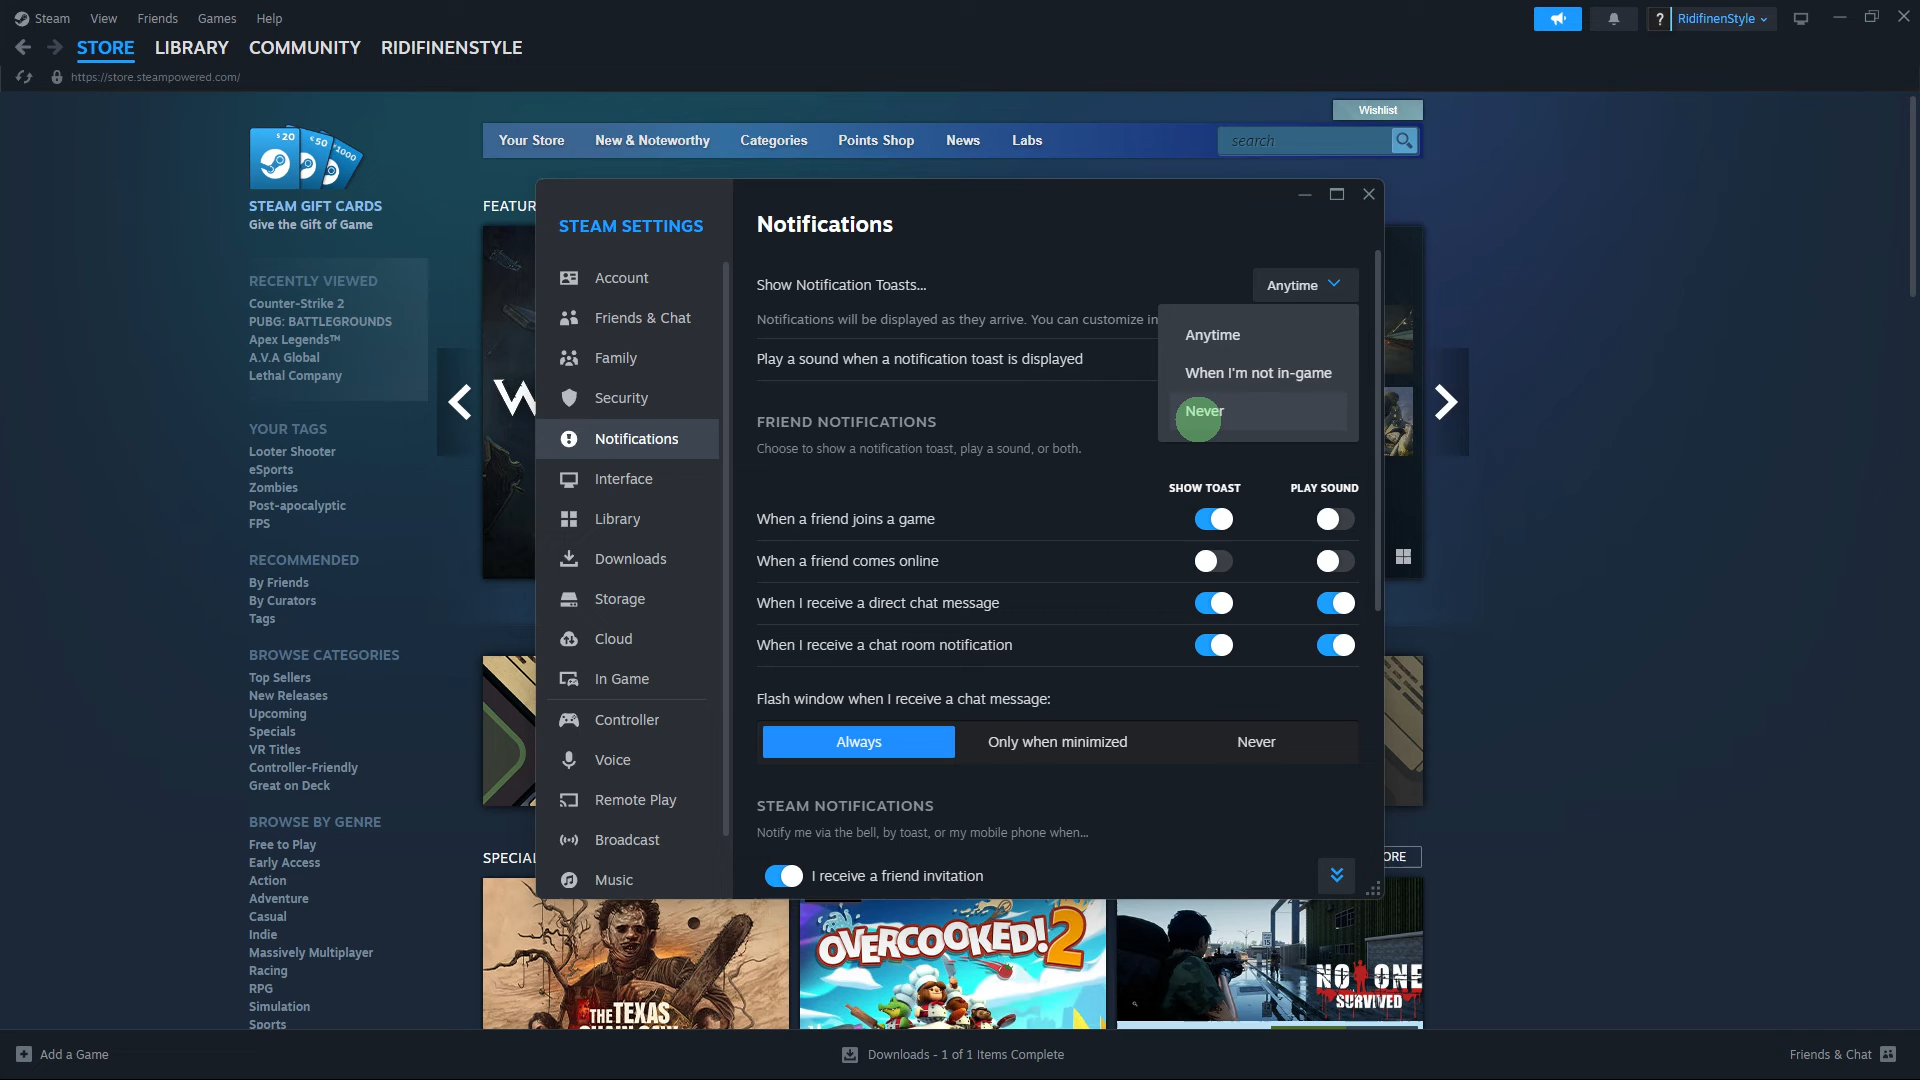 Steam View Friends Games Help
? RidifinenStyle
STORE LIBRARY COMMUNITY RIDIFINENSTYLE
https://store.steampowered.com/
Wishlist
Your Store New & Noteworthy Categories Points Shop News Labs
search
$20 €50 ¥1000
STEAM GIFT CARDS
Give the Gift of Game
RECENTLY VIEWED
Counter-Strike 2
PUBG: BATTLEGROUNDS
Apex Legends™
A.V.A Global
Lethal Company
YOUR TAGS
Looter Shooter
eSports
Zombies
Post-apocalyptic
FPS
RECOMMENDED
By Friends
By Curators
Tags
BROWSE CATEGORIES
Top Sellers
New Releases
Upcoming
Specials
VR Titles
Controller-Friendly
Great on Deck
BROWSE BY GENRE
Free to Play
Early Access
Action
Adventure
Casual
Indie
Massively Multiplayer
Racing
RPG
Simulation
Sports
FEATUR
W
SPECIA
STEAM SETTINGS
Account
Friends & Chat
Family
Security
Notifications
Interface
Library
Downloads
Storage
Cloud
In Game
Controller
Voice
Remote Play
Broadcast
Music
Notifications
Show Notification Toasts...
Anytime
Notifications will be displayed as they arrive. You can customize in
Play a sound when a notification toast is displayed
Anytime
When I'm not in-game
Never
FRIEND NOTIFICATIONS
Choose to show a notification toast, play a sound, or both.
SHOW TOAST PLAY SOUND
When a friend joins a game
When a friend comes online
When I receive a direct chat message
When I receive a chat room notification
Flash window when I receive a chat message:
Always Only when minimized Never
STEAM NOTIFICATIONS
Notify me via the bell, by toast, or my mobile phone when...
I receive a friend invitation
ORE
THE TEXAS
OVERCOOKED! 2
NO ONE
SURVIVED
Add a Game
Downloads - 1 of 1 Items Complete
Friends & Chat